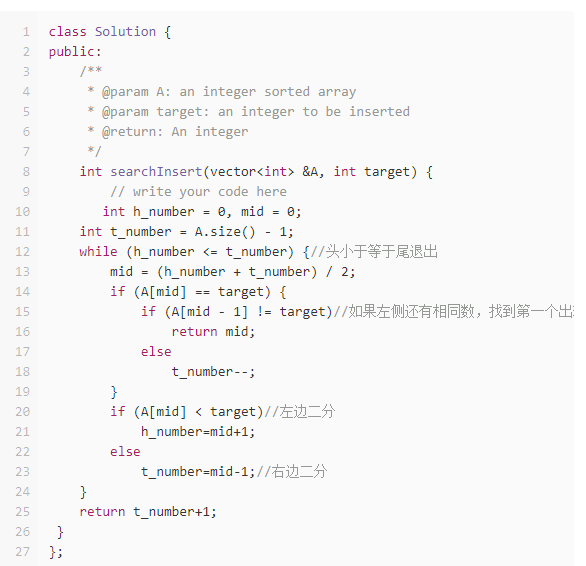 1 class Solution {
2 public:
3 /**
4 * @param A: an integer sorted array
5 * @param target: an integer to be inserted
6 * @return: An integer
7 */
8 int searchInsert(vector<int> &A, int target) {
9 // write your code here
10 int h_number = 0, mid = 0;
11 int t_number = A.size() - 1;
12 while (h_number <= t_number) {//头小于等于尾退出
13 mid = (h_number + t_number) / 2;
14 if (A[mid] == target) {
15 if (A[mid - 1] != target)//如果左侧还有相同数，找到第一个出
16 return mid;
17 else
18 t_number--;
19 }
20 if (A[mid] < target)//左边二分
21 h_number=mid+1;
22 else
23 t_number=mid-1;//右边二分
24 }
25 return t_number+1;
26 }
27 };